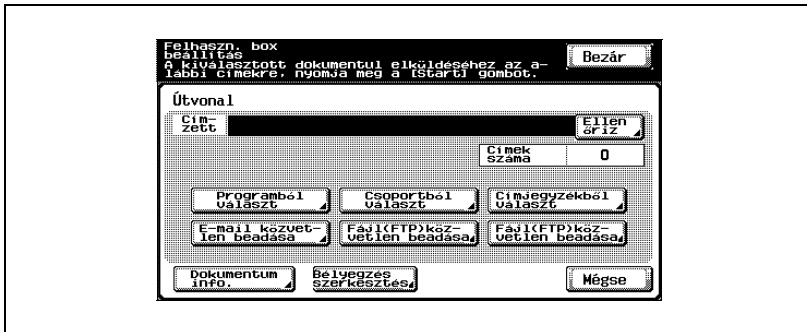 Felhaszn. box
beállítás
A kiválasztott dokumentul elküldéséhez az a-
lábbi címekre, nyomja meg a [Start] gombot.
Bezár
Útvonal
Cím-
zett
Ellen
őriz
Címek
száma
0
Programból
választ
Csoportból
választ
Címjegyzékből
választ
E-mail közvet-
len beadása
Fájl(FTP)köz-
vetlen beadása
Fájl(FTP)köz-
vetlen beadása
Dokumentum
info.
Bélyegzés
szerkesztés
Mégse